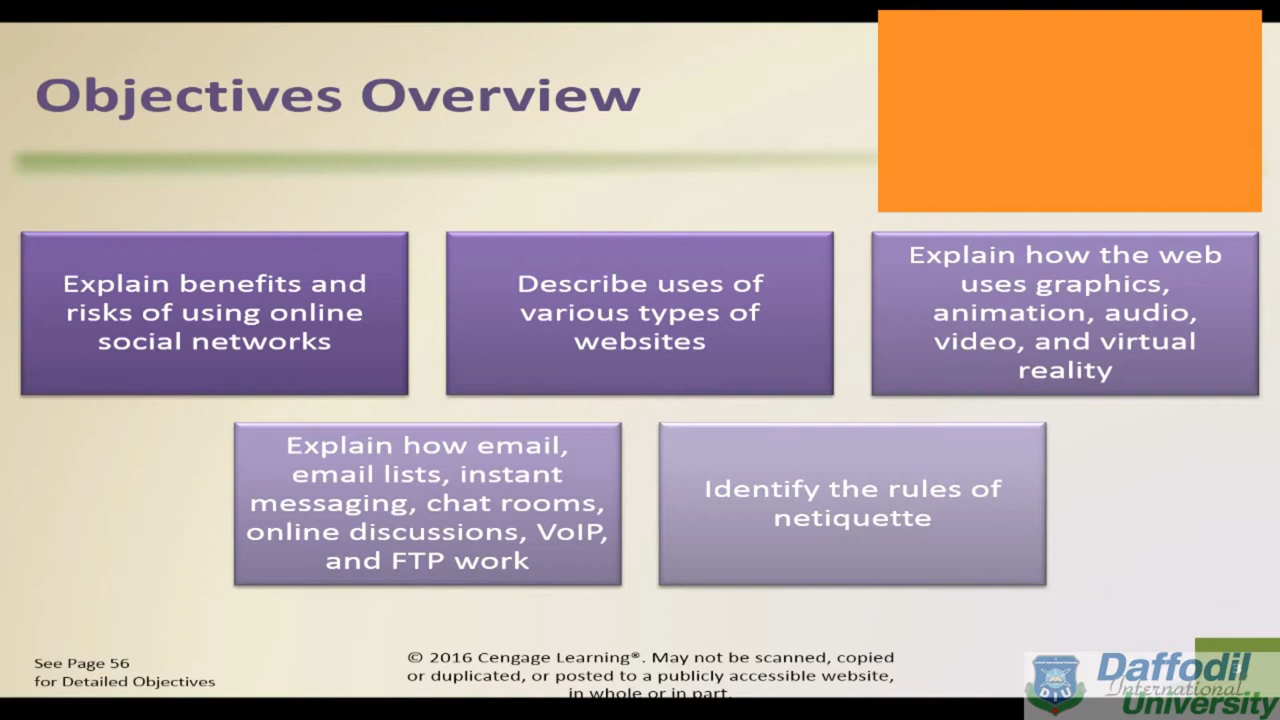 Objectives Overview
Explain benefits and
risks of using online
social networks
Describe uses of
various types of
websites
Explain how the web
uses graphics,
animation, audio,
video, and virtual
reality
Explain how email,
email lists, instant
messaging, chat rooms,
online discussions, VoIP,
and FTP work
Identify the rules of
netiquette
See Page 56
for Detailed Objectives
© 2016 Cengage Learning®. May not be scanned, copied
or duplicated, or posted to a publicly accessible website,
in whole or in part.
DIU
Daffodil
International
University